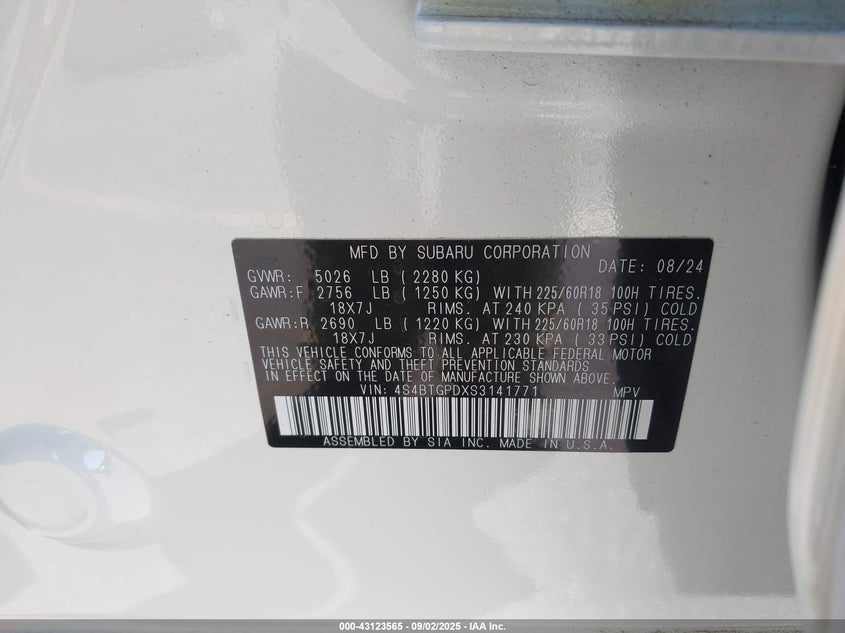 MFD BY SUBARU CORPORATION
DATE: 08/24
GVWR: 5026 LB (2280 KG)
GAWR:F 2756 LB (1250 KG) WITH 225/60R18 100H TIRES.
18X7J RIMS. AT 240 KPA (35 PSI) COLD
GAWR:R 2690 LB (1220 KG) WITH 225/60R18 100H TIRES.
18X7J RIMS. AT 230 KPA (33 PSI) COLD
THIS VEHICLE CONFORMS TO ALL APPLICABLE FEDERAL MOTOR
VEHICLE SAFETY AND THEFT PREVENTION STANDARDS
IN EFFECT ON THE DATE OF MANUFACTURE SHOWN ABOVE.
VIN: 4S4BTGPDXS3141771 MPV
ASSEMBLED BY SIA INC. MADE IN U.S.A.
000-43123565 - 09/02/2025 - IAA Inc.